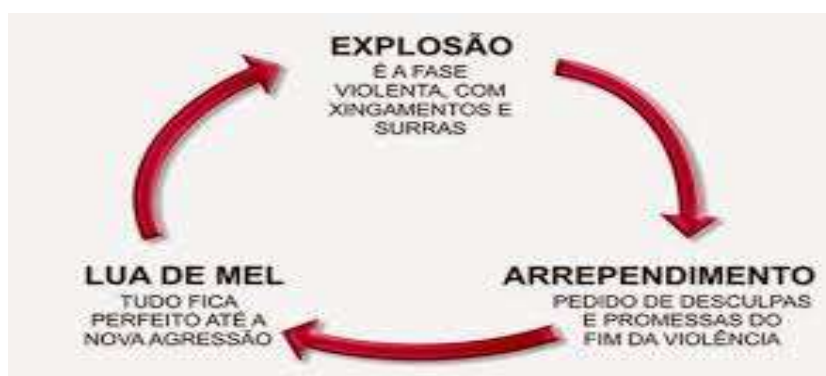 EXPLOSÃO
É A FASE
VIOLENTA, COM
XINGAMENTOS E
SURRAS
LUA DE MEL
TUDO FICA
PERFEITO ATÉ A
NOVA AGRESSÃO
ARREPENDIMENTO
PEDIDO DE DESCULPAS
E PROMESSAS DO
FIM DA VIOLÊNCIA